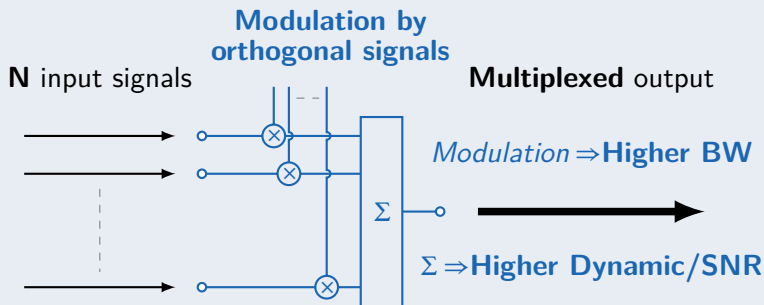 Modulation by
orthogonal signals
N input signals
Multiplexed output
Modulation ⇒Higher BW
Σ
Σ ⇒Higher Dynamic/SNR